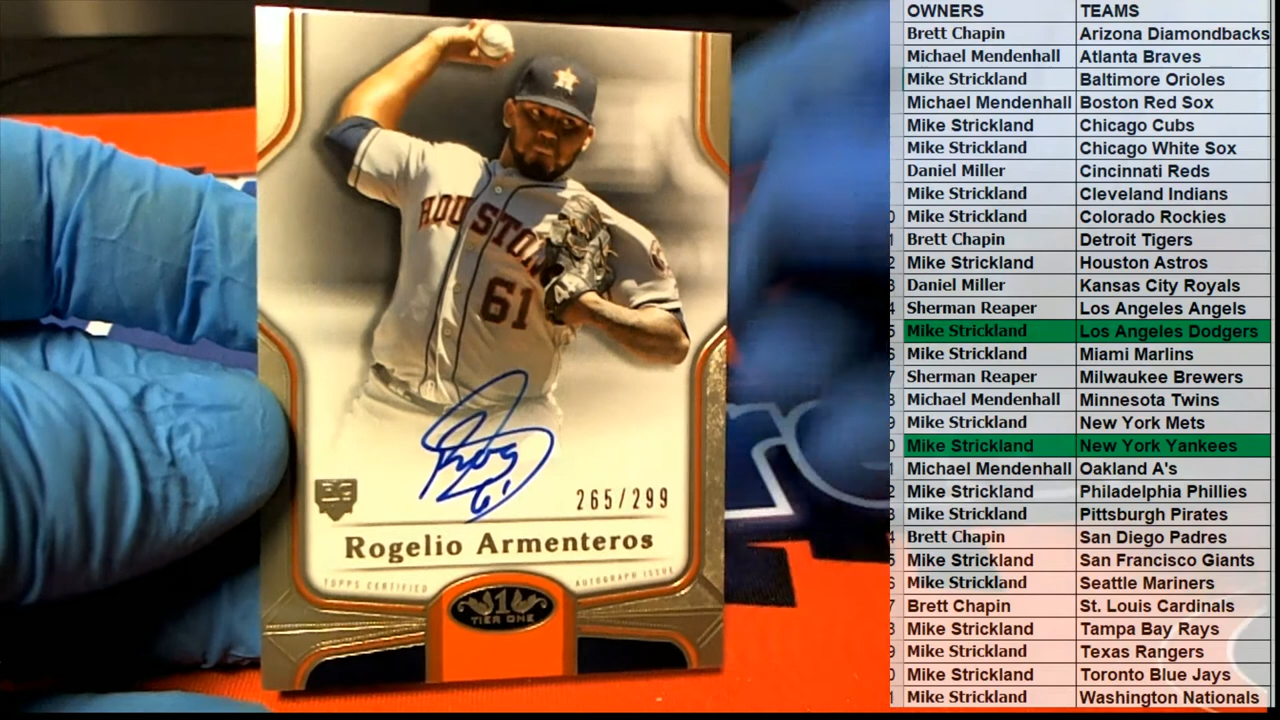 HOUSTON
61
61
265/299
RC
Rogelio Armenteros
TOPPS CERTIFIED AUTOGRAPH ISSUE
1
TIER ONE
OWNERS TEAMS
Brett Chapin Arizona Diamondbacks
Michael Mendenhall Atlanta Braves
Mike Strickland Baltimore Orioles
Michael Mendenhall Boston Red Sox
Mike Strickland Chicago Cubs
Mike Strickland Chicago White Sox
Daniel Miller Cincinnati Reds
Mike Strickland Cleveland Indians
Mike Strickland Colorado Rockies
Brett Chapin Detroit Tigers
Mike Strickland Houston Astros
Daniel Miller Kansas City Royals
Sherman Reaper Los Angeles Angels
Mike Strickland Los Angeles Dodgers
Mike Strickland Miami Marlins
Sherman Reaper Milwaukee Brewers
Michael Mendenhall Minnesota Twins
Mike Strickland New York Mets
Mike Strickland New York Yankees
Michael Mendenhall Oakland A's
Mike Strickland Philadelphia Phillies
Mike Strickland Pittsburgh Pirates
Brett Chapin San Diego Padres
Mike Strickland San Francisco Giants
Mike Strickland Seattle Mariners
Brett Chapin St. Louis Cardinals
Mike Strickland Tampa Bay Rays
Mike Strickland Texas Rangers
Mike Strickland Toronto Blue Jays
Mike Strickland Washington Nationals